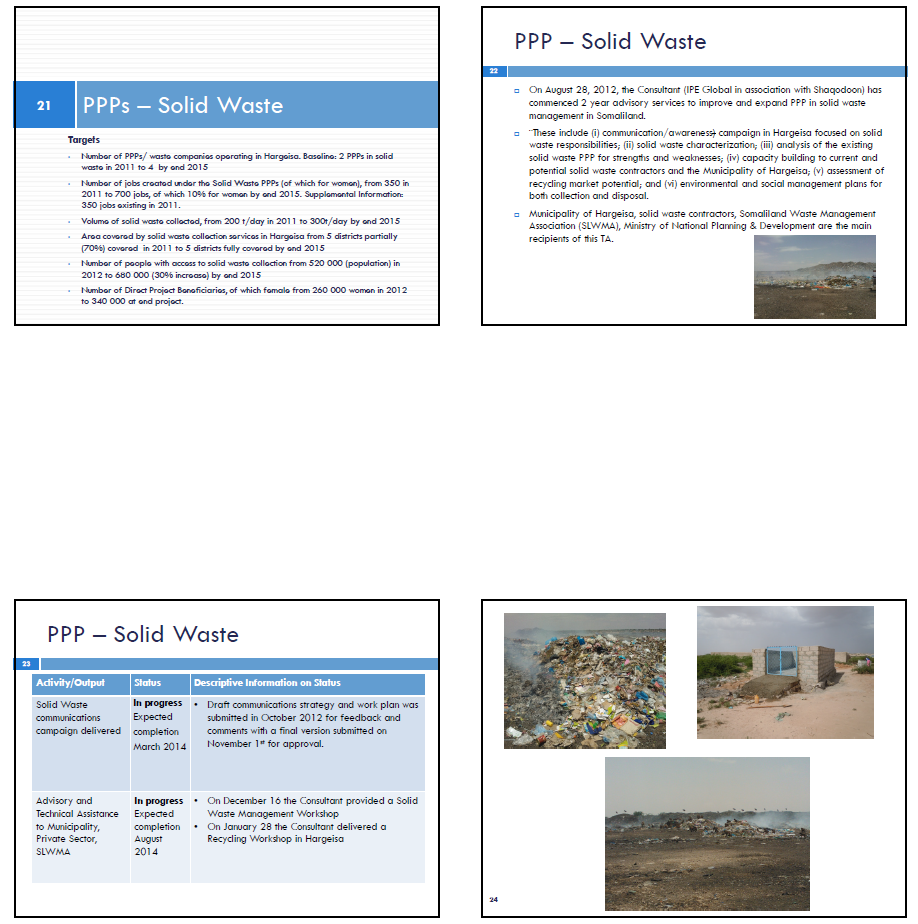 21
PPPs – Solid Waste
Targets
Number of PPPs/ waste companies operating in Hargeisa. Baseline: 2 PPPs in solid
waste in 2011 to 4 by end 2015
Number of jobs created under the Solid Waste PPPs (of which for women), from 350 in
2011 to 700 jobs, of which 10% for women by end 2015. Supplemental Information:
350 jobs existing in 2011.
Volume of solid waste collected, from 200 t/day in 2011 to 300t/day by end 2015
Area covered by solid waste collection services in Hargeisa from 5 districts partially
(70%) covered in 2011 to 5 districts fully covered by end 2015
Number of people with access to solid waste collection from 520 000 (population) in
2012 to 680 000 (30% increase) by end 2015
Number of Direct Project Beneficiaries, of which female from 260 000 women in 2012
to 340 000 at end project.
PPP – Solid Waste
22
On August 28, 2012, the Consultant (IPE Global in association with Shaqodoon) has
commenced 2 year advisory services to improve and expand PPP in solid waste
management in Somaliland.
¨These include (i) communication/awareness) campaign in Hargeisa focused on solid
waste responsibilities; (ii) solid waste characterization; (iii) analysis of the existing
solid waste PPP for strengths and weaknesses; (iv) capacity building to current and
potential solid waste contractors and the Municipality of Hargeisa; (v) assessment of
recycling market potential; and (vi) environmental and social management plans for
both collection and disposal.
Municipality of Hargeisa, solid waste contractors, Somaliland Waste Management
Association (SLWMA), Ministry of National Planning & Development are the main
recipients of this TA.
PPP – Solid Waste
23
Activity/Output Status Descriptive Information on Status
Solid Waste
communications
campaign delivered
In progress
Expected
completion
March 2014
• Draft communications strategy and work plan was
submitted in October 2012 for feedback and
comments with a final version submitted on
November 1st for approval.
Advisory and
Technical Assistance
to Municipality,
Private Sector,
SLWMA
In progress
Expected
completion
August
2014
• On December 16 the Consultant provided a Solid
Waste Management Workshop
• On January 28 the Consultant delivered a
Recycling Workshop in Hargeisa
24